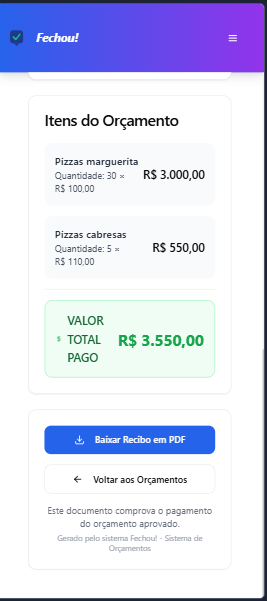 Fechou!
Itens do Orçamento
Pizzas marguerita
Quantidade: 30 ×
R$ 100,00
R$ 3.000,00
Pizzas cabresas
Quantidade: 5 ×
R$ 110,00
R$ 550,00
VALOR
TOTAL
PAGO
R$ 3.550,00
Baixar Recibo em PDF
Voltar aos Orçamentos
Este documento comprova o pagamento
do orçamento aprovado.
Gerado pelo sistema Fechou! - Sistema de
Orçamentos